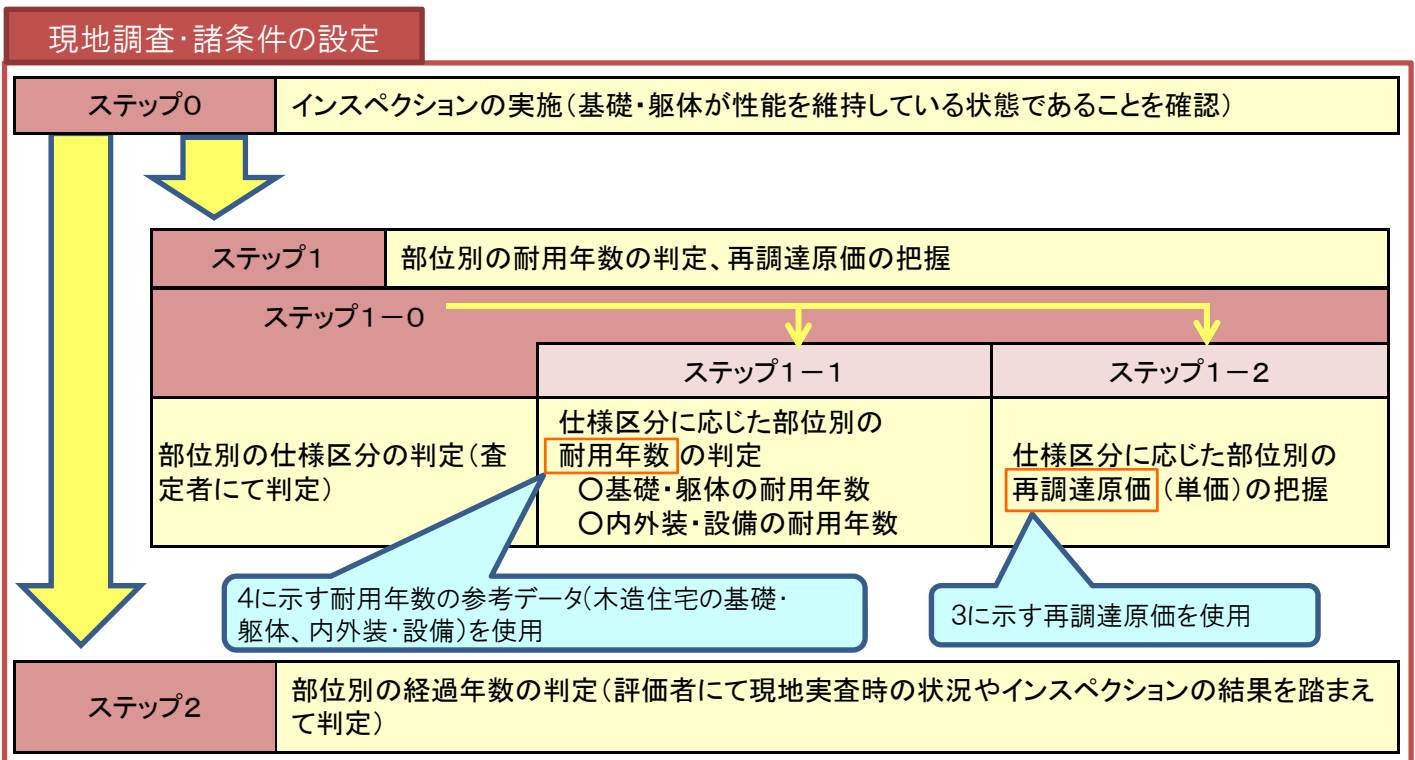 現地調査・諸条件の設定
ステップ0
インスペクションの実施(基礎・躯体が性能を維持している状態であることを確認)
ステップ1
部位別の耐用年数の判定、再調達原価の把握
ステップ1-0
ステップ1-1
ステップ1-2
部位別の仕様区分の判定(査
定者にて判定)
仕様区分に応じた部位別の
耐用年数の判定
〇基礎・躯体の耐用年数
〇内外装・設備の耐用年数
仕様区分に応じた部位別の
再調達原価(単価)の把握
4に示す耐用年数の参考データ(木造住宅の基礎・
躯体、内外装・設備)を使用
3に示す再調達原価を使用
ステップ2
部位別の経過年数の判定(評価者にて現地実査時の状況やインスペクションの結果を踏まえ
て判定)